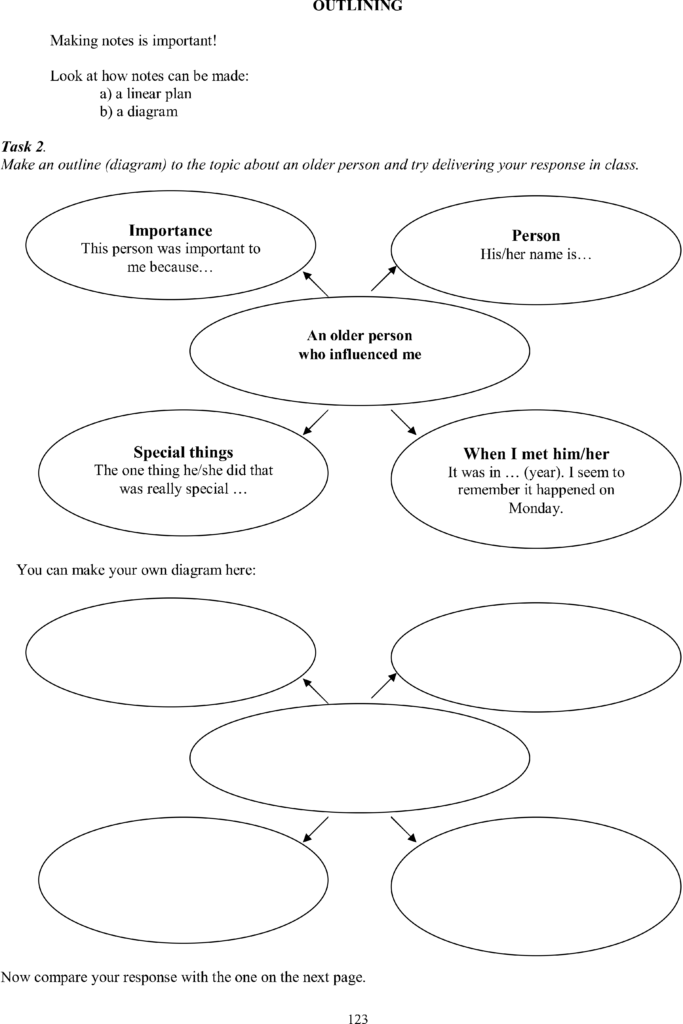 OUTLINING
Making notes is important!
Look at how notes can be made:
a) a linear plan
b) a diagram
Task 2.
Make an outline (diagram) to the topic about an older person and try delivering your response in class.
Importance
This person was important to
me because…
Person
His/her name is…
An older person
who influenced me
Special things
The one thing he/she did that
was really special …
When I met him/her
It was in … (year). I seem to
remember it happened on
Monday.
You can make your own diagram here:
Now compare your response with the one on the next page.
123